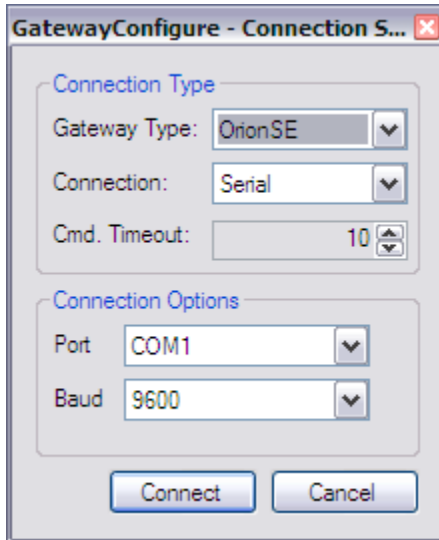 GatewayConfigure - Connection S...
Connection Type
Gateway Type: OrionSE
Connection: Serial
Cmd. Timeout: 10
Connection Options
Port COM1
Baud 9600
Connect Cancel